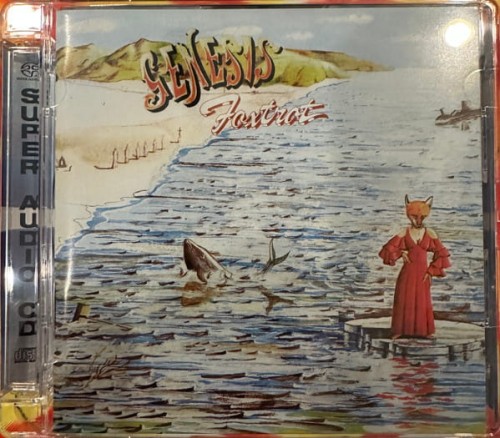 GENESIS
Foxtrot
SUPER AUDIO CD